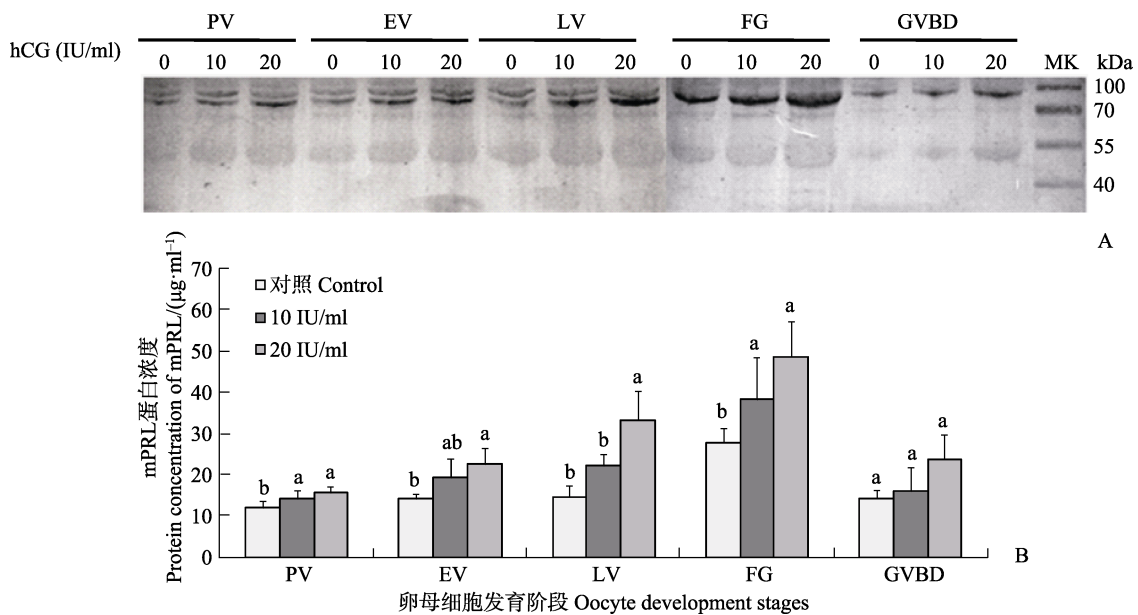 PV EV LV FG GVBD
hCG (IU/ml) 0 10 20 0 10 20 0 10 20 0 10 20 0 10 20 MK kDa
100
70
55
40
A
mPRL蛋白浓度
Protein concentration of mPRL/(μg·ml⁻¹)
70
60
50
40
30
20
10
0
对照 Control
10 IU/ml
20 IU/ml
b a a b ab a b b a b a a a a a
PV EV LV FG GVBD
B
卵母细胞发育阶段 Oocyte development stages